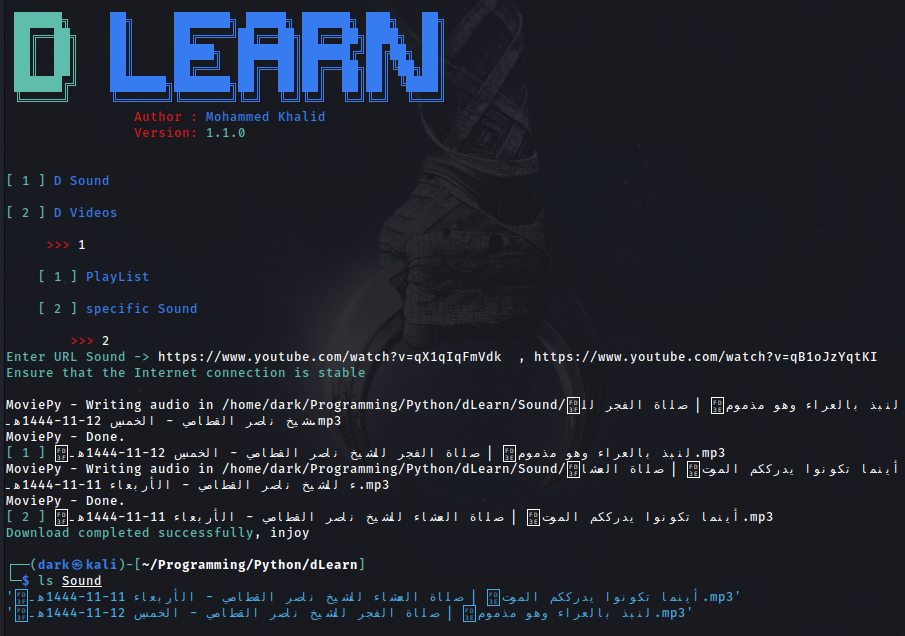 D LEARN
Author : Mohammed Khalid
Version: 1.1.0
[ 1 ] D Sound
[ 2 ] D Videos
>>> 1
[ 1 ] PlayList
[ 2 ] specific Sound
>>> 2
Enter URL Sound -> https://www.youtube.com/watch?v=qX1qIqFmVdk , https://www.youtube.com/watch?v=qB1oJzYqtKI
Ensure that the Internet connection is stable
MoviePy - Writing audio in /home/dark/Programming/Python/dLearn/Sound/﴾لنبذ بالعراء وهو مذموم﴿ | صلاة الفجر لل
شيخ ناصر القطامي - الخميس 12-11-1444هـ.mp3
MoviePy - Done.
[ 1 ] ﴾لنبذ بالعراء وهو مذموم﴿ | صلاة الفجر للشيخ ناصر القطامي - الخميس 12-11-1444هـ.mp3
MoviePy - Writing audio in /home/dark/Programming/Python/dLearn/Sound/﴾أينما تكونوا يدرككم الموت﴿ | صلاة العشا
ء للشيخ ناصر القطامي - الأربعاء 11-11-1444هـ.mp3
MoviePy - Done.
[ 2 ] ﴾أينما تكونوا يدرككم الموت﴿ | صلاة العشاء للشيخ ناصر القطامي - الأربعاء 11-11-1444هـ.mp3
Download completed successfully, injoy
┌──(dark㉿kali)-[~/Programming/Python/dLearn]
└─$ ls Sound
'﴾أينما تكونوا يدرككم الموت﴿ | صلاة العشاء للشيخ ناصر القطامي - الأربعاء 11-11-1444هـ.mp3'
'﴾لنبذ بالعراء وهو مذموم﴿ | صلاة الفجر للشيخ ناصر القطامي - الخميس 12-11-1444هـ.mp3'